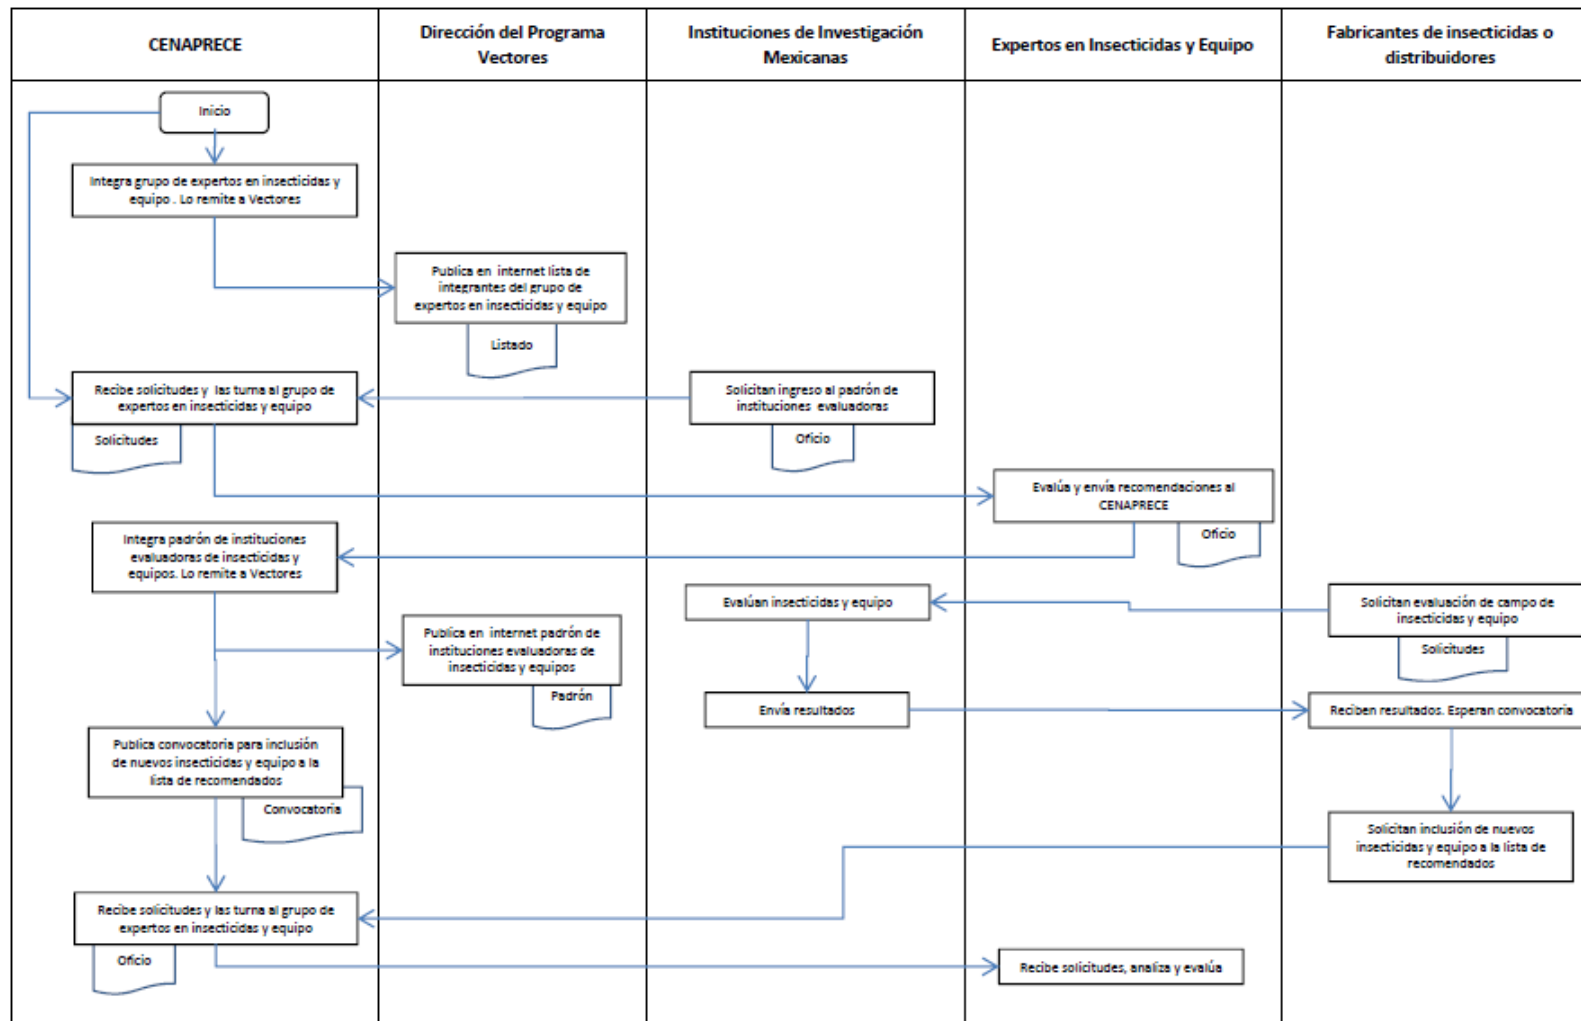 CENAPRECE
Dirección del Programa
Vectores
Instituciones de Investigación
Mexicanas
Expertos en Insecticidas y Equipo
Fabricantes de insecticidas o
distribuidores
Inicio
Integra grupo de expertos en insecticidas y
equipo . Lo remite a Vectores
Publica en internet lista de
integrantes del grupo de
expertos en insecticidas y equipo
Listado
Recibe solicitudes y las turna al grupo de
expertos en insecticidas y equipo
Solicitudes
Solicitan ingreso al padrón de
instituciones evaluadoras
Oficio
Evalúa y envía recomendaciones al
CENAPRECE
Oficio
Integra padrón de instituciones
evaluadoras de insecticidas y
equipos. Lo remite a Vectores
Evalúan insecticidas y equipo
Solicitan evaluación de campo de
insecticidas y equipo
Solicitudes
Publica en internet padrón de
instituciones evaluadoras de
insecticidas y equipos
Padrón
Envía resultados
Reciben resultados. Esperan convocatoria
Publica convocatoria para inclusión
de nuevos insecticidas y equipo a la
lista de recomendados
Convocatoria
Solicitan inclusión de nuevos
insecticidas y equipo a la lista de
recomendados
Recibe solicitudes y las turna al grupo de
expertos en insecticidas y equipo
Oficio
Recibe solicitudes, analiza y evalúa